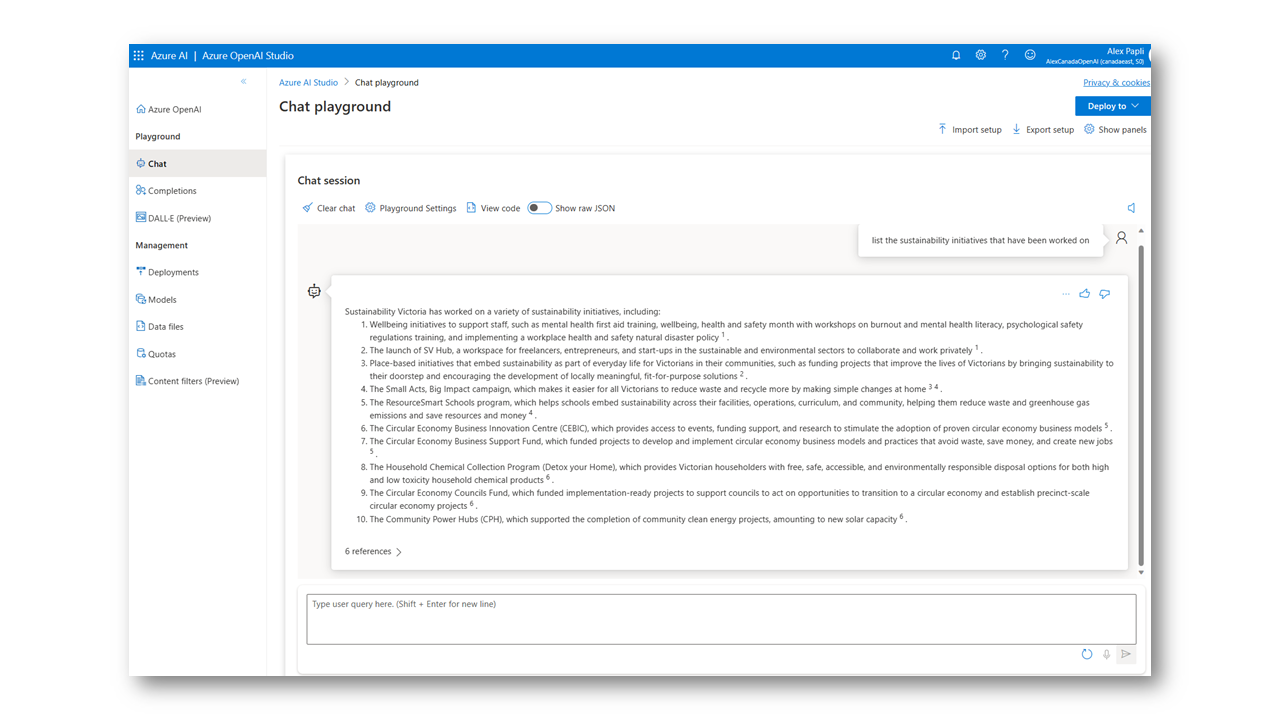 Azure AI | Azure OpenAI Studio
Alex Papli
AlexCanadaOpenAI (canadaeast, S0)
«
Azure OpenAI
Playground
Chat
Completions
DALL·E (Preview)
Management
Deployments
Models
Data files
Quotas
Content filters (Preview)
Azure AI Studio > Chat playground
Privacy & cookies
Chat playground
Deploy to
Import setup Export setup Show panels
Chat session
Clear chat Playground Settings View code Show raw JSON
list the sustainability initiatives that have been worked on
...
Sustainability Victoria has worked on a variety of sustainability initiatives, including:
1. Wellbeing initiatives to support staff, such as mental health first aid training, wellbeing, health and safety month with workshops on burnout and mental health literacy, psychological safety
regulations training, and implementing a workplace health and safety natural disaster policy 1 .
2. The launch of SV Hub, a workspace for freelancers, entrepreneurs, and start-ups in the sustainable and environmental sectors to collaborate and work privately 1 .
3. Place-based initiatives that embed sustainability as part of everyday life for Victorians in their communities, such as funding projects that improve the lives of Victorians by bringing sustainability to
their doorstep and encouraging the development of locally meaningful, fit-for-purpose solutions 2 .
4. The Small Acts, Big Impact campaign, which makes it easier for all Victorians to reduce waste and recycle more by making simple changes at home 3 4 .
5. The ResourceSmart Schools program, which helps schools embed sustainability across their facilities, operations, curriculum, and community, helping them reduce waste and greenhouse gas
emissions and save resources and money 4 .
6. The Circular Economy Business Innovation Centre (CEBIC), which provides access to events, funding support, and research to stimulate the adoption of proven circular economy business models 5 .
7. The Circular Economy Business Support Fund, which funded projects to develop and implement circular economy business models and practices that avoid waste, save money, and create new jobs
5 .
8. The Household Chemical Collection Program (Detox your Home), which provides Victorian householders with free, safe, accessible, and environmentally responsible disposal options for both high
and low toxicity household chemical products 6 .
9. The Circular Economy Councils Fund, which funded implementation-ready projects to support councils to act on opportunities to transition to a circular economy and establish precinct-scale
circular economy projects 6 .
10. The Community Power Hubs (CPH), which supported the completion of community clean energy projects, amounting to new solar capacity 6 .
6 references >
Type user query here. (Shift + Enter for new line)